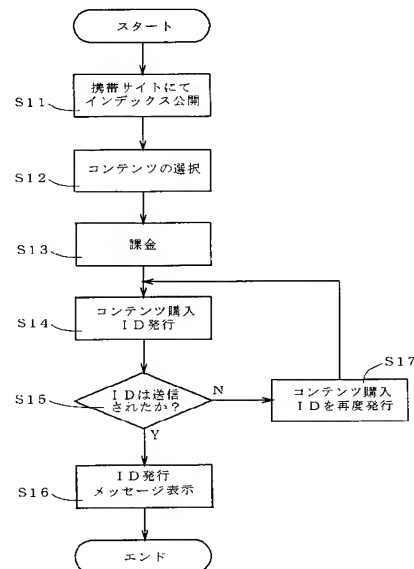 スタート
S11
携帯サイトにて
インデックス公開
S12
コンテンツの選択
S13
課金
S14
コンテンツ購入
ID発行
S15
IDは送信
されたか?
N
Y
S17
コンテンツ購入
IDを再度発行
S16
ID発行
メッセージ表示
エンド